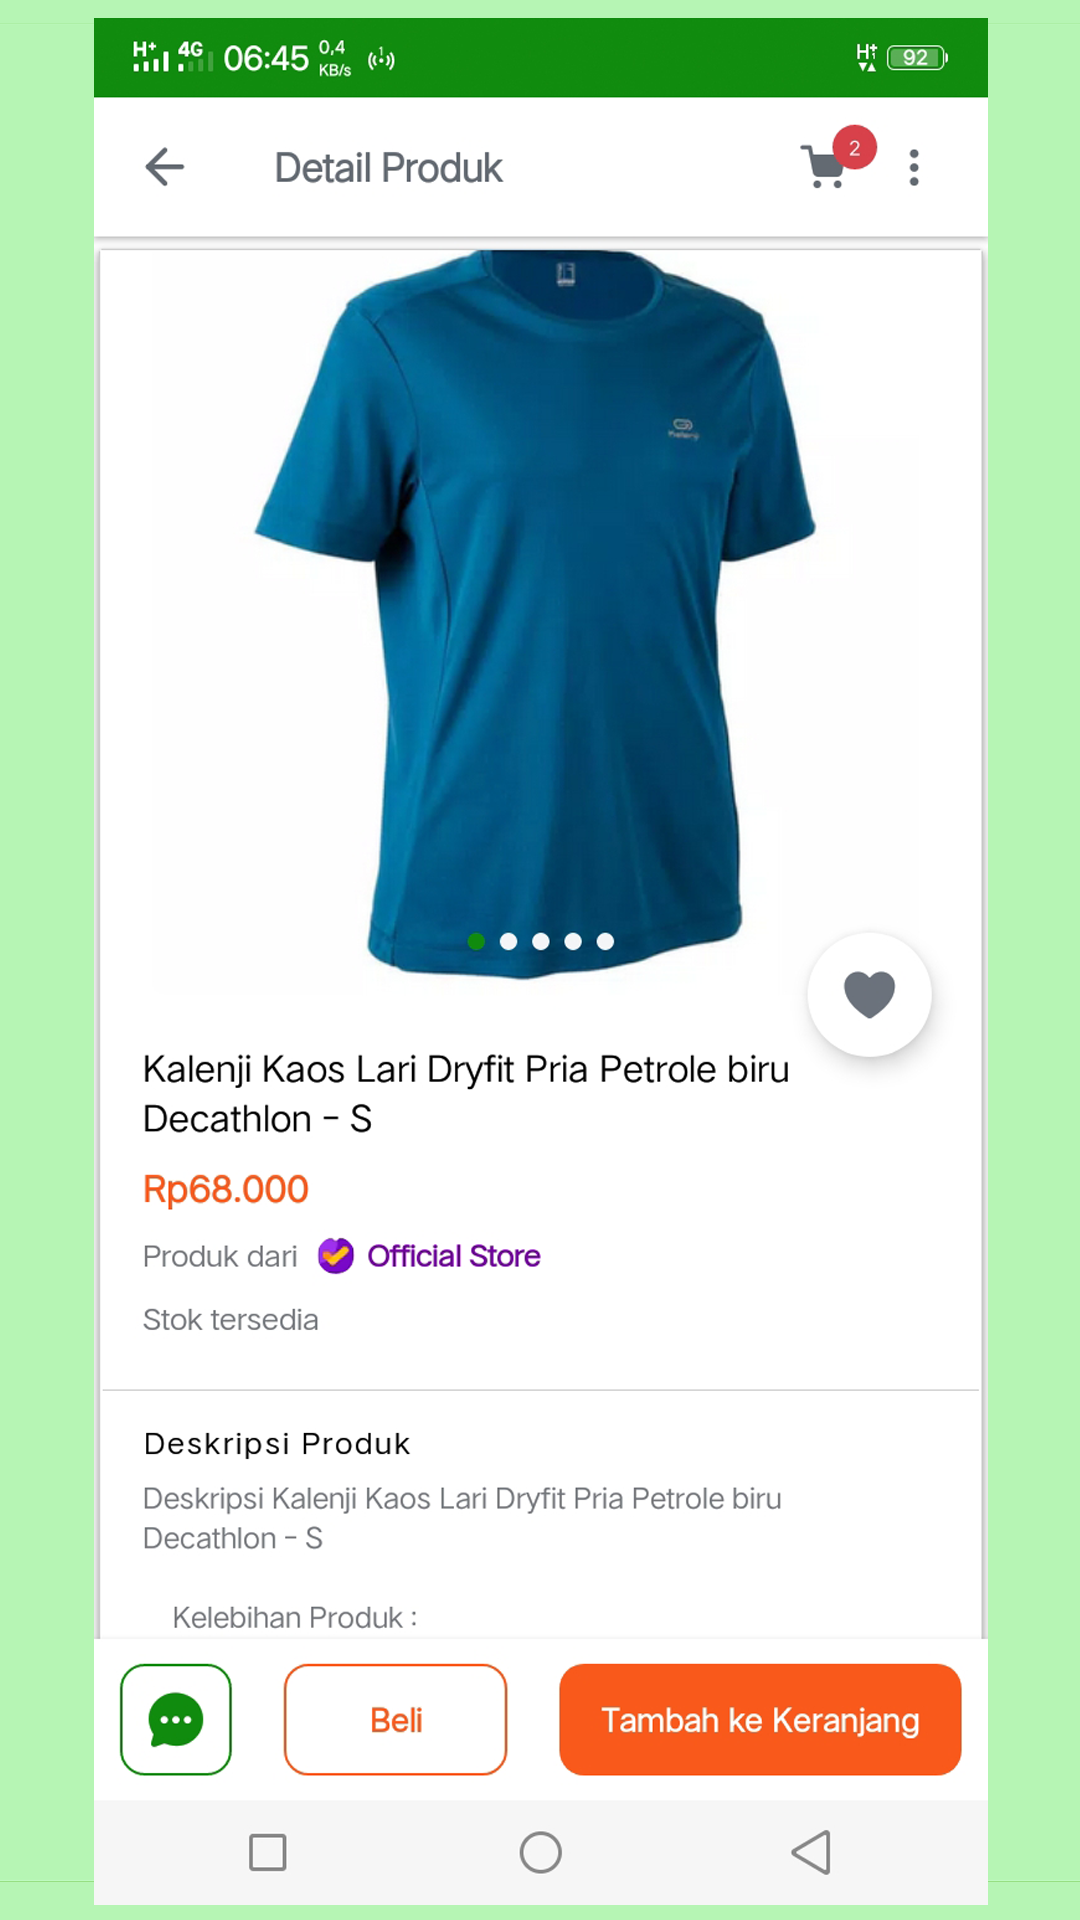 H+ 4G 06:45 0,4 KB/s H 92
Detail Produk 2
Kalenji Kaos Lari Dryfit Pria Petrole biru
Decathlon - S
Rp68.000
Produk dari Official Store
Stok tersedia
Deskripsi Produk
Deskripsi Kalenji Kaos Lari Dryfit Pria Petrole biru
Decathlon - S
Kelebihan Produk :
Beli Tambah ke Keranjang